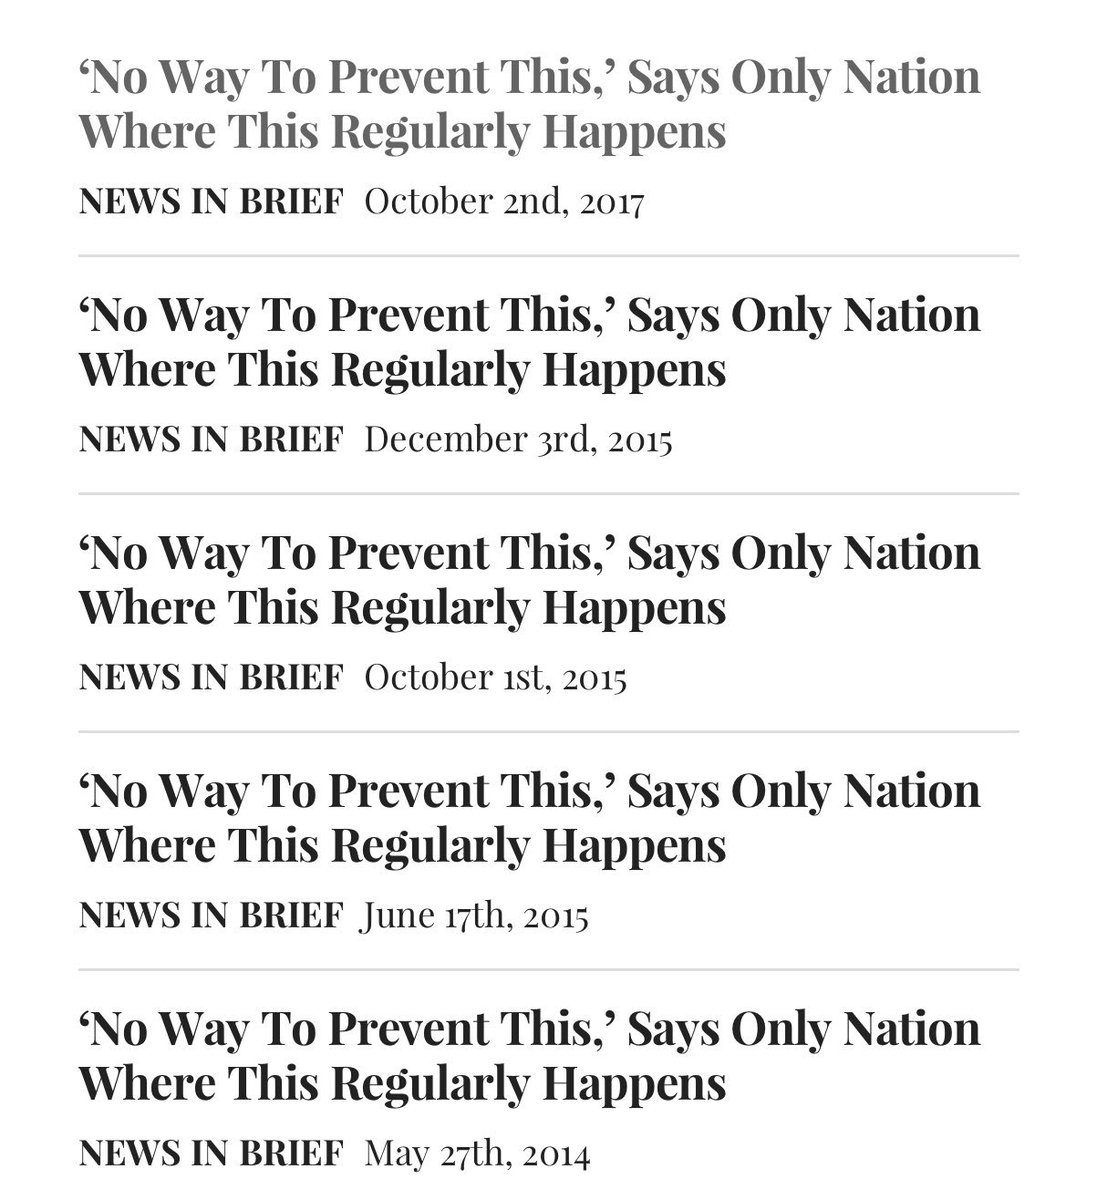 ‘No Way To Prevent This,’ Says Only Nation
Where This Regularly Happens
NEWS IN BRIEF October 2nd, 2017
‘No Way To Prevent This,’ Says Only Nation
Where This Regularly Happens
NEWS IN BRIEF December 3rd, 2015
‘No Way To Prevent This,’ Says Only Nation
Where This Regularly Happens
NEWS IN BRIEF October 1st, 2015
‘No Way To Prevent This,’ Says Only Nation
Where This Regularly Happens
NEWS IN BRIEF June 17th, 2015
‘No Way To Prevent This,’ Says Only Nation
Where This Regularly Happens
NEWS IN BRIEF May 27th, 2014